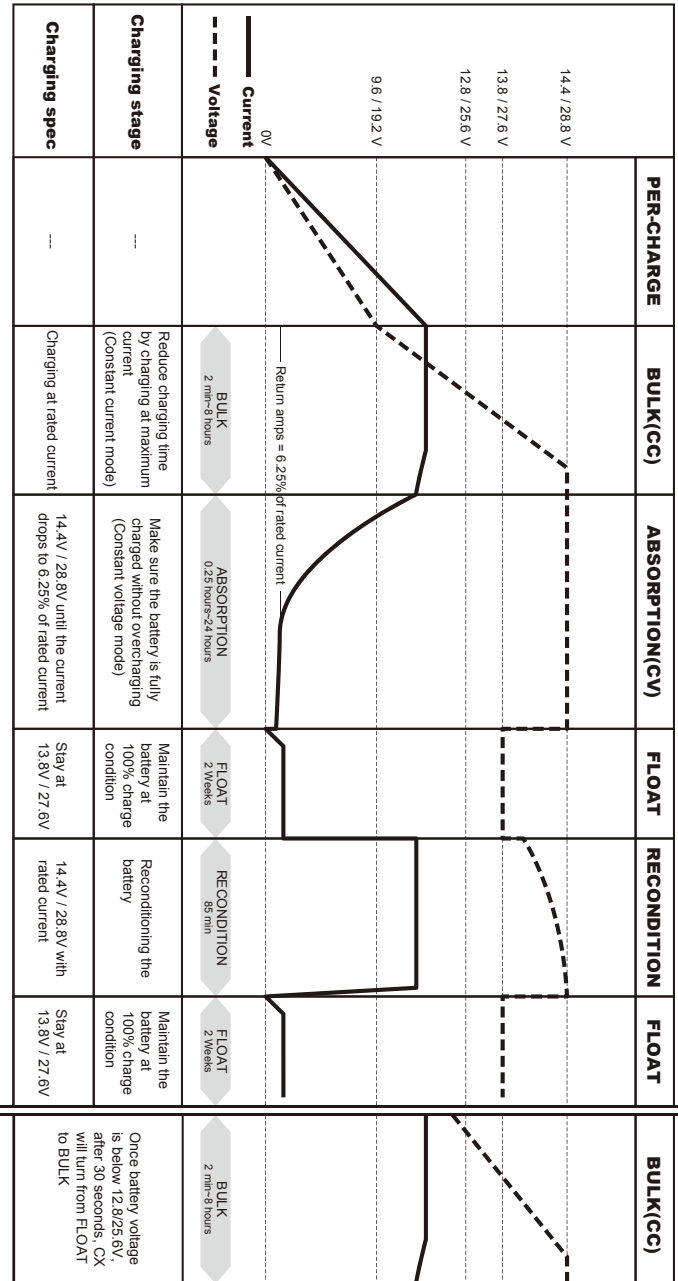 PER-CHARGE
BULK(CC)
ABSORPTION(CV)
FLOAT
RECONDITION
FLOAT
BULK(CC)
14.4 / 28.8 V
13.8 / 27.6 V
12.8 / 25.6 V
9.6 / 19.2 V
0V
Current
Voltage
Return amps = 6.25% of rated current
BULK
2 min~8 hours
ABSORPTION
0.25 hours~24 hours
FLOAT
2 Weeks
RECONDITION
85 min
FLOAT
2 Weeks
BULK
2 min~8 hours
Charging stage
---
Reduce charging time
by charging at maximum
current
(Constant current mode)
Make sure the battery is fully
charged without overcharging
(Constant voltage mode)
Maintain the
battery at
100% charge
condition
Reconditioning the
battery
Maintain the
battery at
100% charge
condition
Once battery voltage
is below 12.8/25.6V,
after 30 seconds, CX
will turn from FLOAT
to BULK
Charging spec
---
Charging at rated current
14.4V / 28.8V until the current
drops to 6.25% of rated current
Stay at
13.8V / 27.6V
14.4V / 28.8V with
rated current
Stay at
13.8V / 27.6V